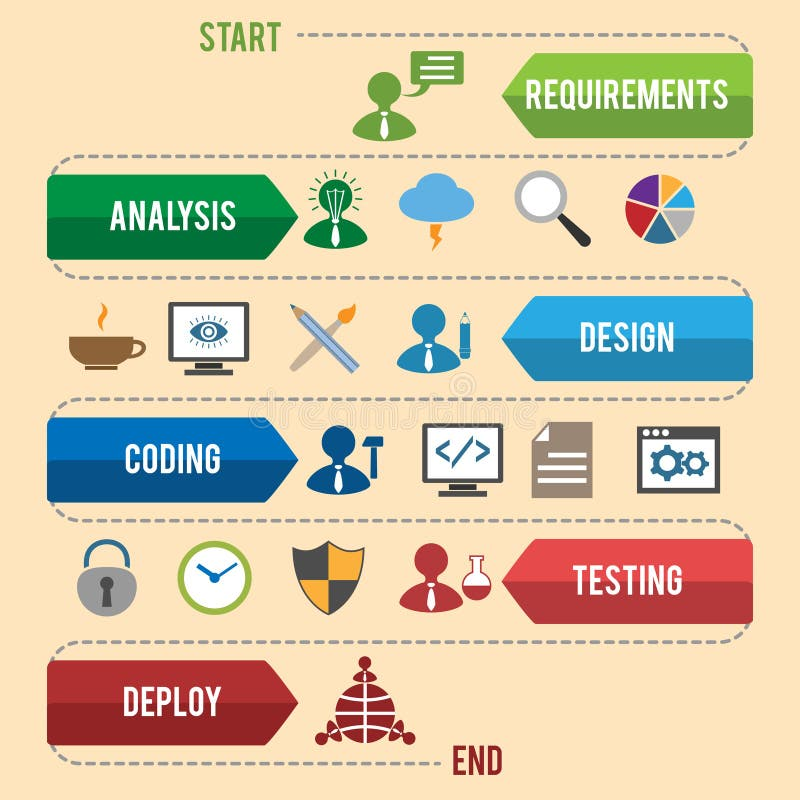 START
REQUIREMENTS
ANALYSIS
DESIGN
CODING
</>
TESTING
DEPLOY
END